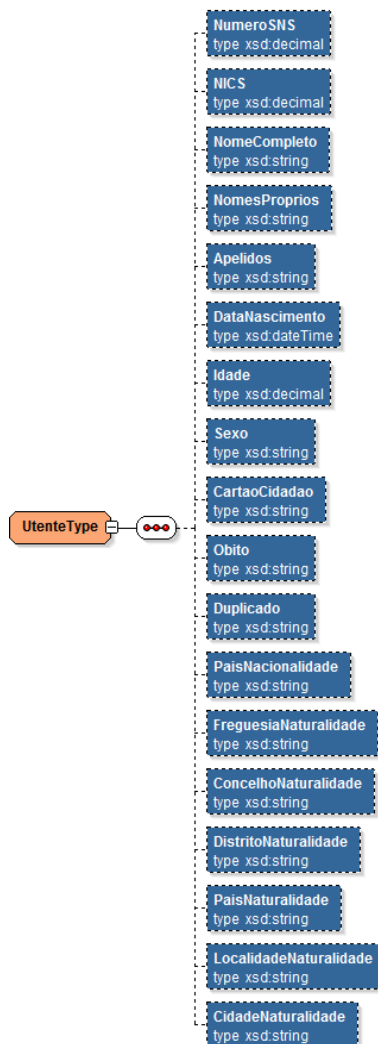 NumeroSNS
type xsd:decimal
NICS
type xsd:decimal
NomeCompleto
type xsd:string
NomesProprios
type xsd:string
Apelidos
type xsd:string
DataNascimento
type xsd:dateTime
Idade
type xsd:decimal
Sexo
type xsd:string
CartaoCidadao
type xsd:string
UtenteType
Obito
type xsd:string
Duplicado
type xsd:string
PaisNacionalidade
type xsd:string
FreguesiaNaturalidade
type xsd:string
ConcelhoNaturalidade
type xsd:string
DistritoNaturalidade
type xsd:string
PaisNaturalidade
type xsd:string
LocalidadeNaturalidade
type xsd:string
CidadeNaturalidade
type xsd:string